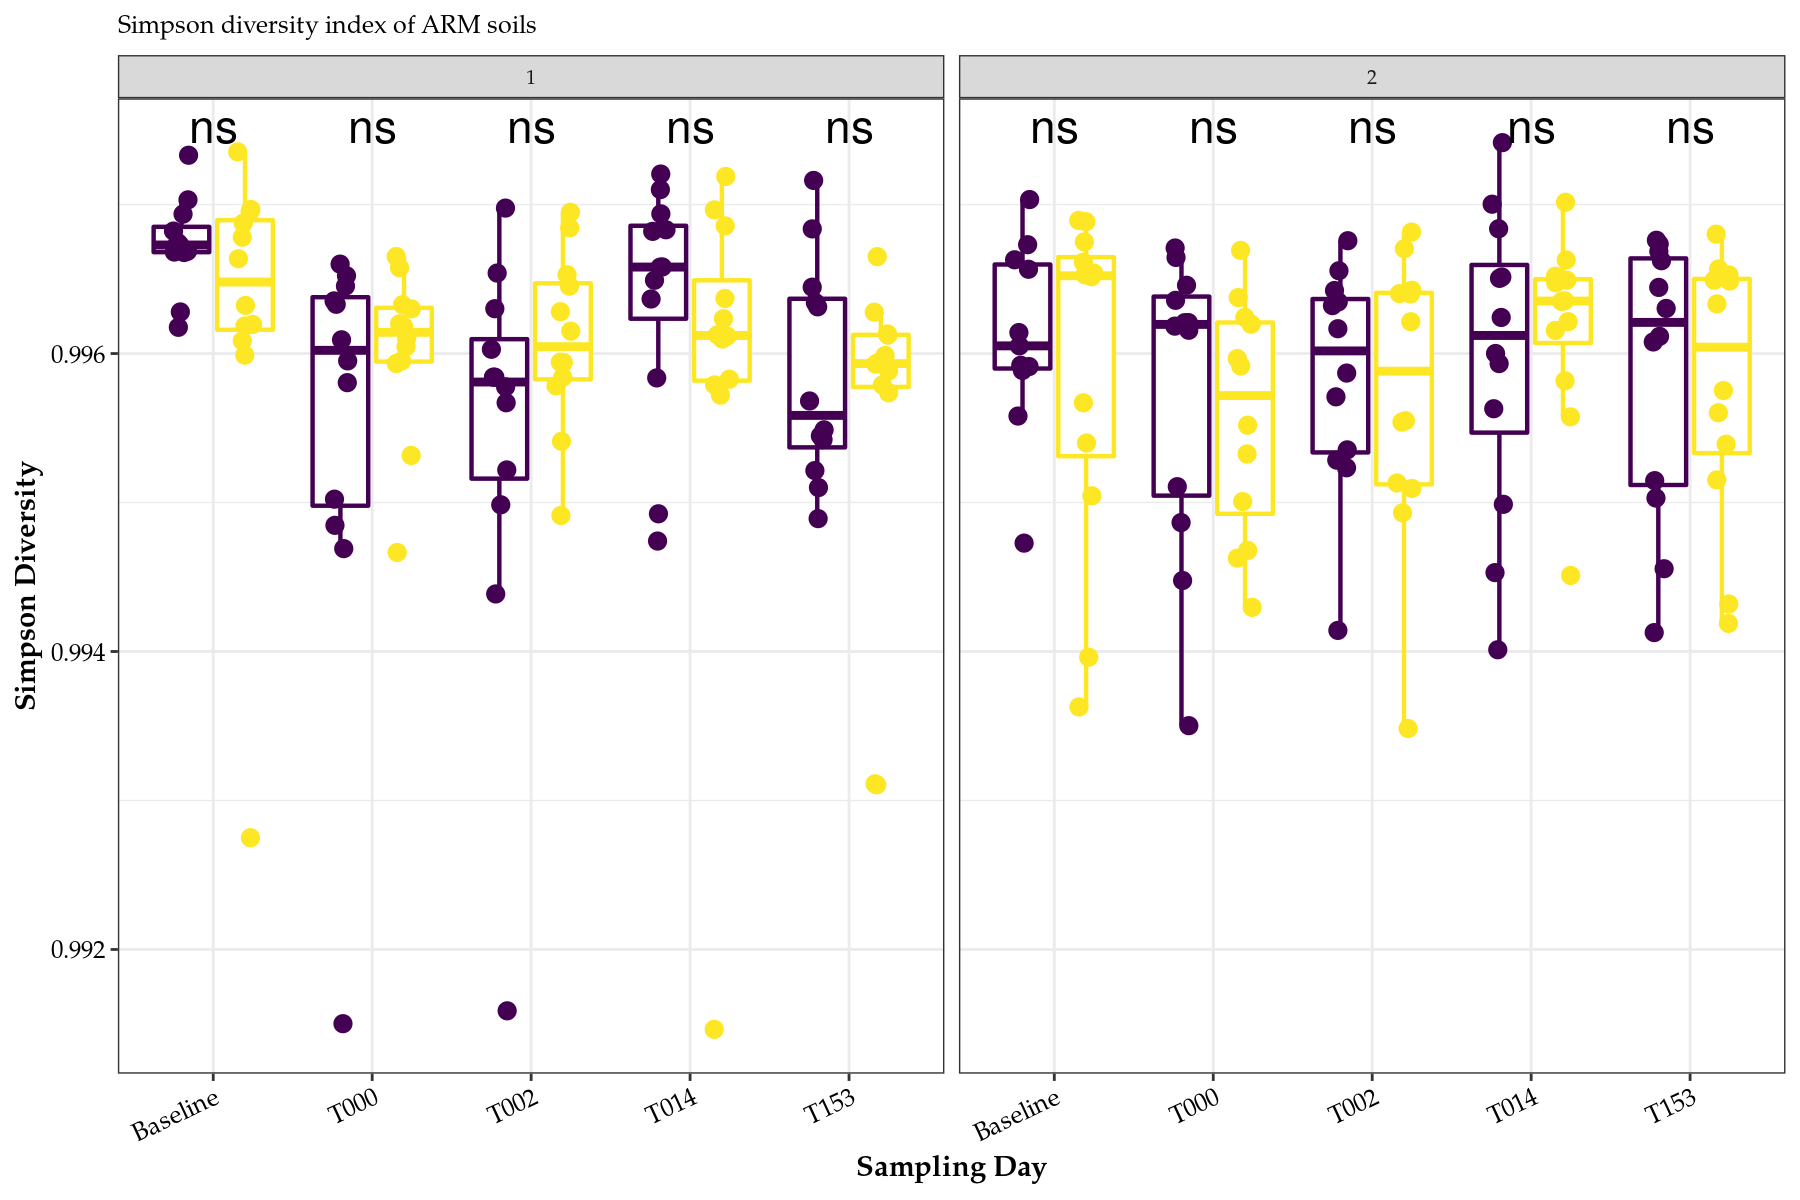 Simpson diversity index of ARM soils
1 2
ns ns ns ns ns ns ns ns ns ns
Simpson Diversity
0.996
0.994
0.992
Baseline T000 T002 T014 T153 Baseline T000 T002 T014 T153
Sampling Day